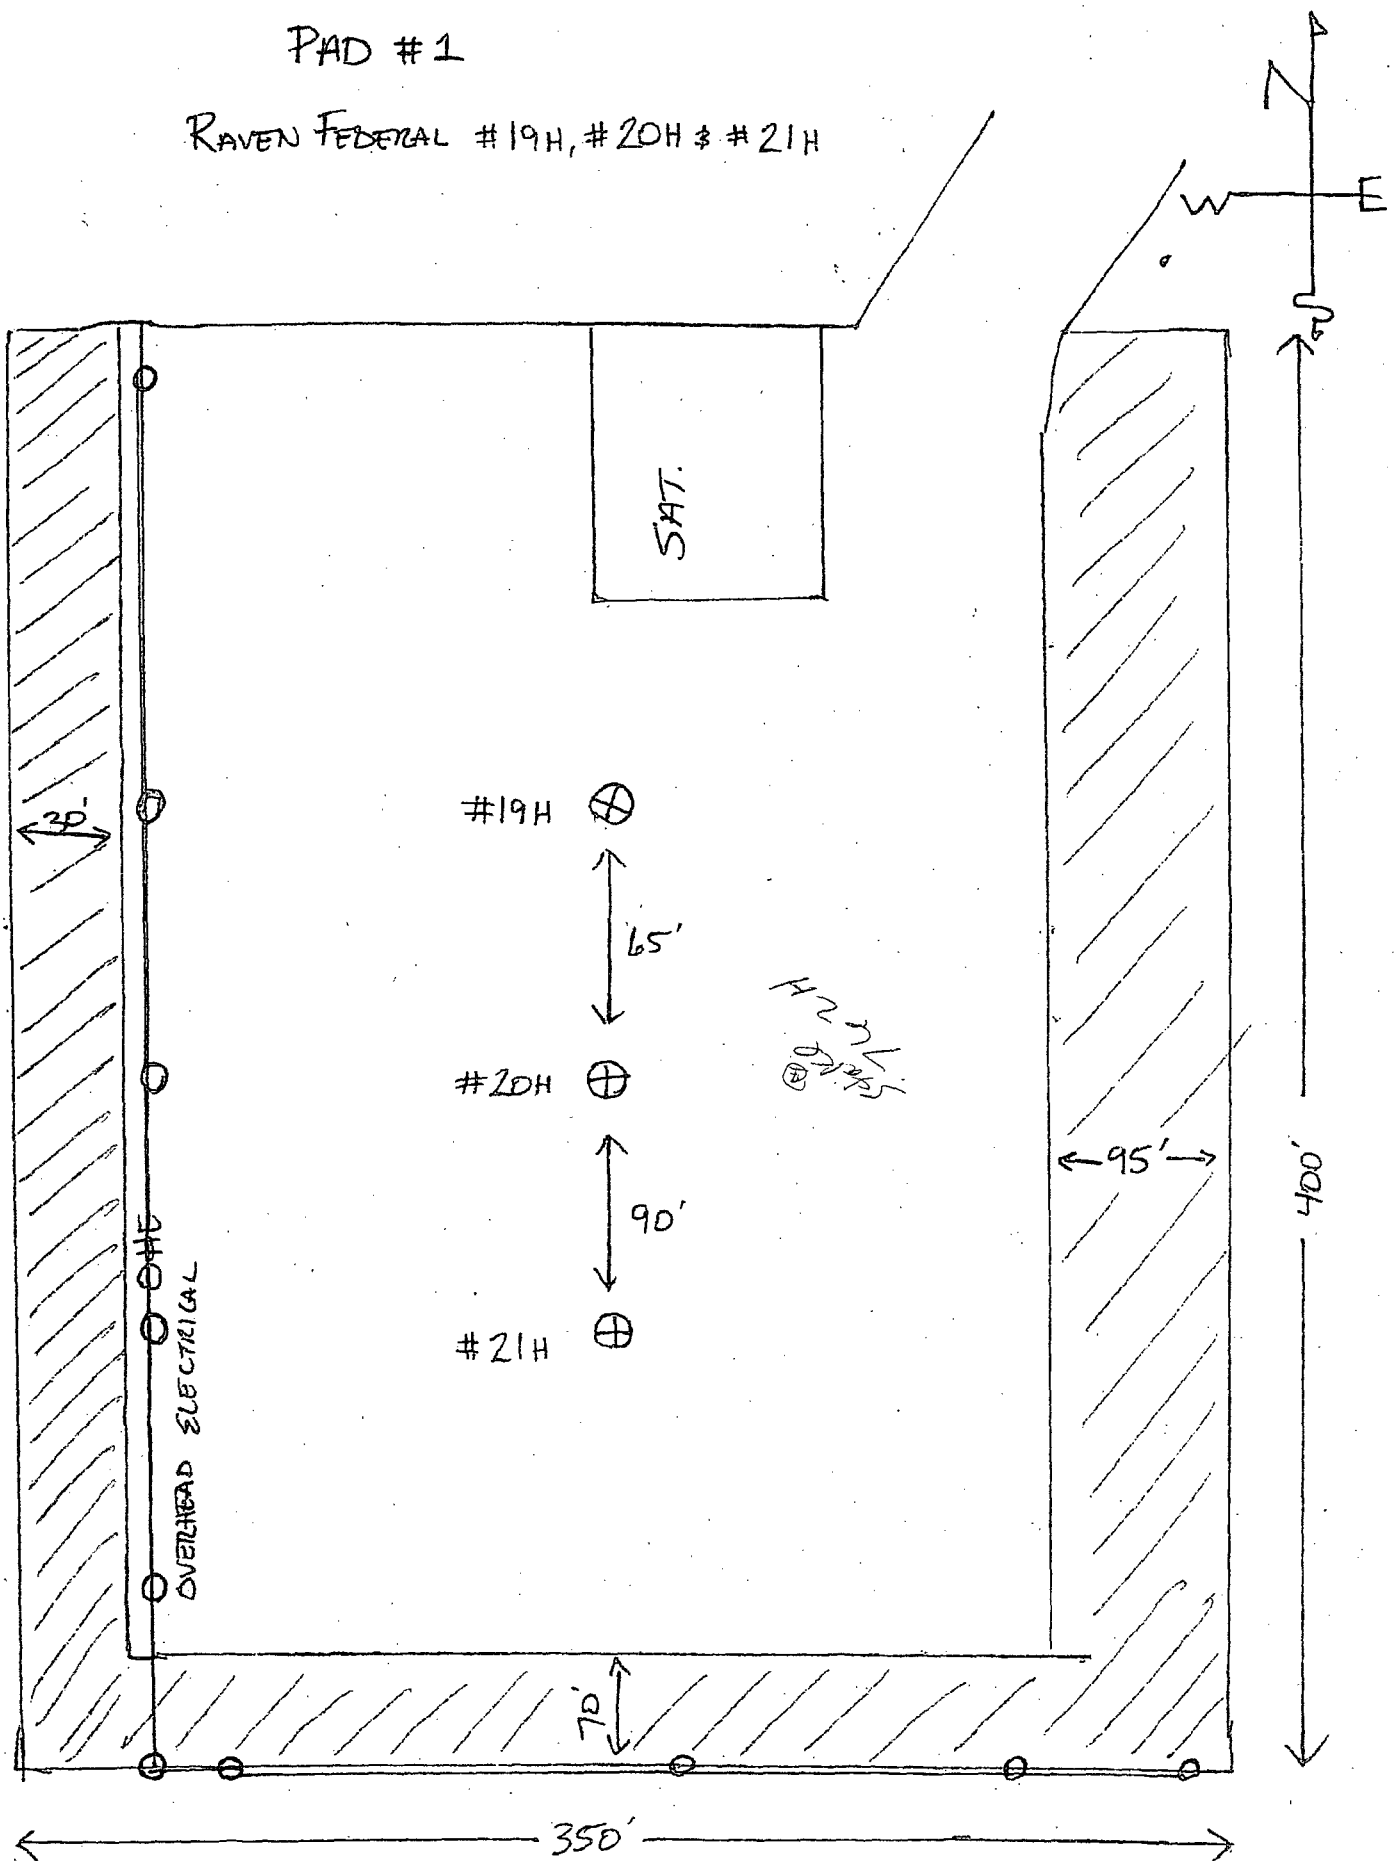 PAD #1
RAVEN FEDERAL #19H, #20H & #21H
N
W E
S
SAT.
30'
#19H
65'
#20H
95'
400'
90'
#21H
OVERHEAD ELECTRICAL
70'
350'